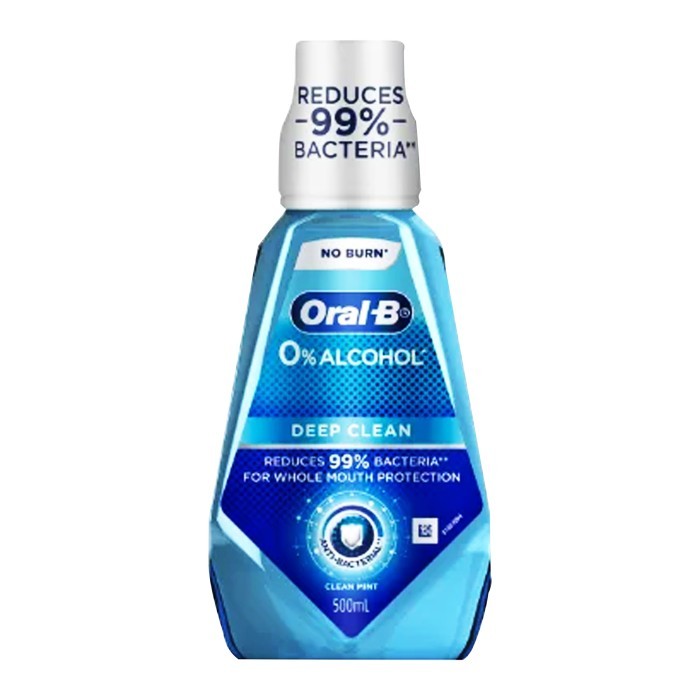 REDUCES
-99%-
BACTERIA**
NO BURN*
Oral-B®
0% ALCOHOL*
DEEP CLEAN
REDUCES 99% BACTERIA**
FOR WHOLE MOUTH PROTECTION
ANTI-BACTERIAL**
CLEAN MINT
500mL